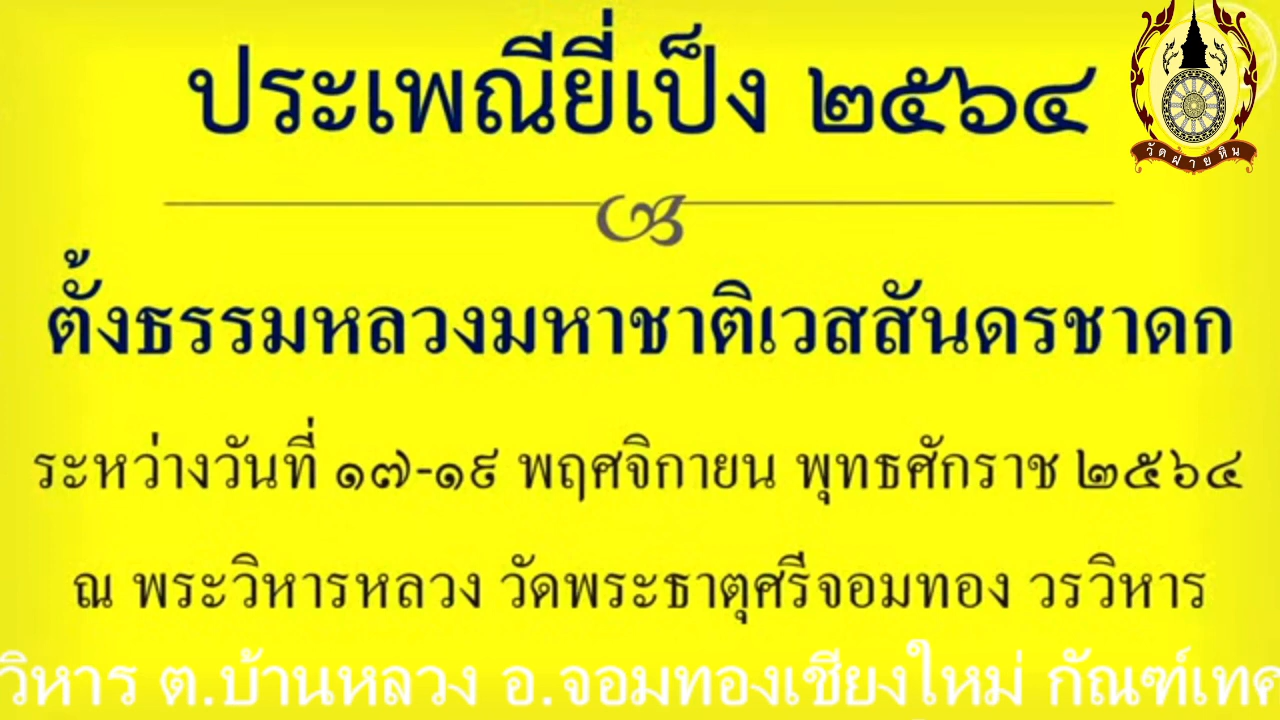 ประเพณียี่เป็ง ๒๕๖๔
วัดฝายหิน
ตั้งธรรมหลวงมหาชาติเวสสันดรชาดก
ระหว่างวันที่ ๑๗-๑๙ พฤศจิกายน พุทธศักราช ๒๕๖๔
ณ พระวิหารหลวง วัดพระธาตุศรีจอมทอง วรวิหาร
วิหาร ต.บ้านหลวง อ.จอมทองเชียงใหม่ กัณฑ์เทศ